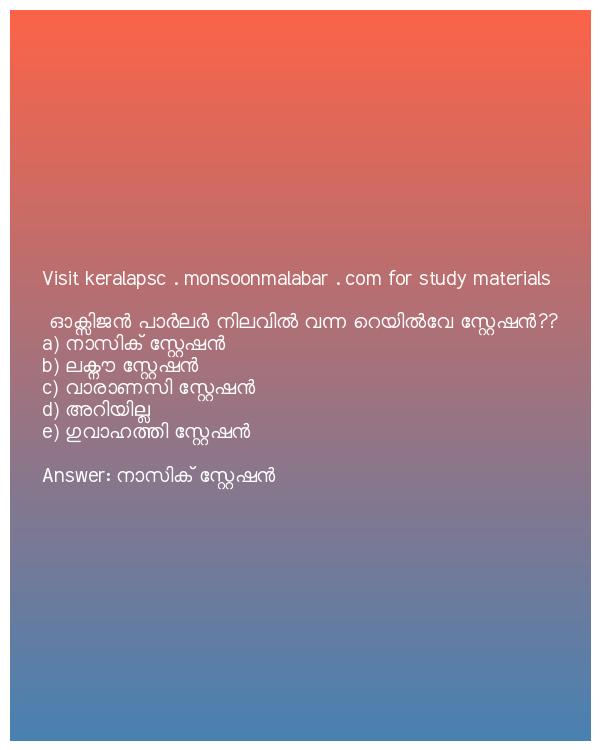 Visit keralapsc . monsoonmalabar . com for study materials
ഓക്സിജൻ പാർലർ നിലവിൽ വന്ന റെയിൽവേ സ്റ്റേഷൻ??
a) നാസിക് സ്റ്റേഷൻ
b) ലക്നൗ സ്റ്റേഷൻ
c) വാരാണസി സ്റ്റേഷൻ
d) അറിയില്ല
e) ഗുവാഹത്തി സ്റ്റേഷൻ
Answer: നാസിക് സ്റ്റേഷൻ